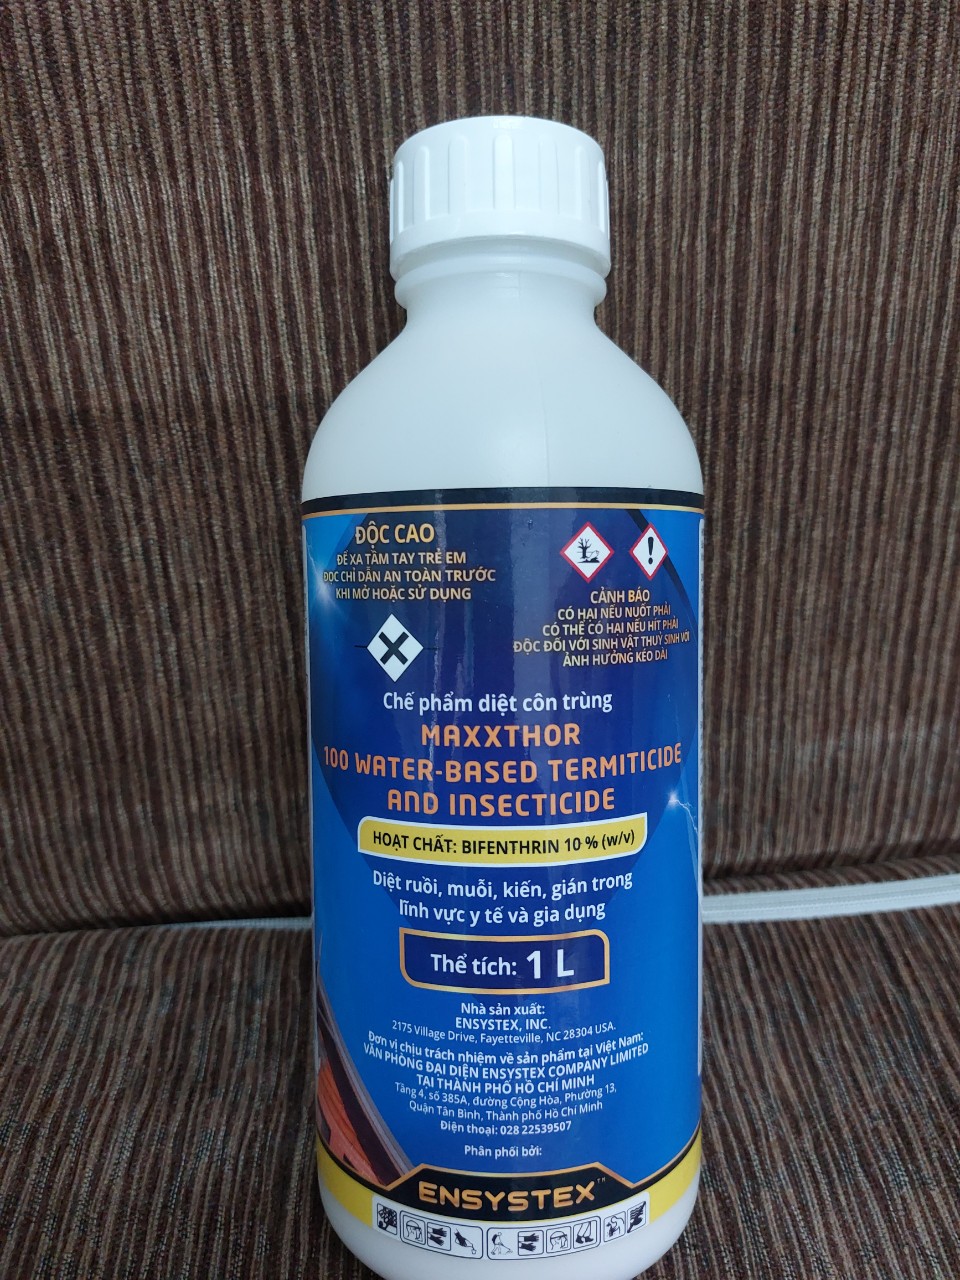 ĐỘC CAO
ĐỂ XA TẦM TAY TRẺ EM
ĐỌC CHỈ DẪN AN TOÀN TRƯỚC
KHI MỞ HOẶC SỬ DỤNG
CẢNH BÁO
CÓ HẠI NẾU NUỐT PHẢI
CÓ THỂ CÓ HẠI NẾU HÍT PHẢI
ĐỘC ĐỐI VỚI SINH VẬT THUỶ SINH VỚI
ẢNH HƯỞNG KÉO DÀI
Chế phẩm diệt côn trùng
MAXXTHOR
100 WATER-BASED TERMITICIDE
AND INSECTICIDE
HOẠT CHẤT: BIFENTHRIN 10 % (w/v)
Diệt ruồi, muỗi, kiến, gián trong
lĩnh vực y tế và gia dụng
Thể tích: 1 L
Nhà sản xuất:
ENSYSTEX, INC.
2175 Village Drive, Fayetteville, NC 28304 USA.
Đơn vị chịu trách nhiệm về sản phẩm tại Việt Nam:
VĂN PHÒNG ĐẠI DIỆN ENSYSTEX COMPANY LIMITED
TẠI THÀNH PHỐ HỒ CHÍ MINH
Tầng 4, số 385A, đường Cộng Hòa, Phường 13,
Quận Tân Bình, Thành phố Hồ Chí Minh
Điện thoại: 028 22539507
Phân phối bởi:
ENSYSTEX™